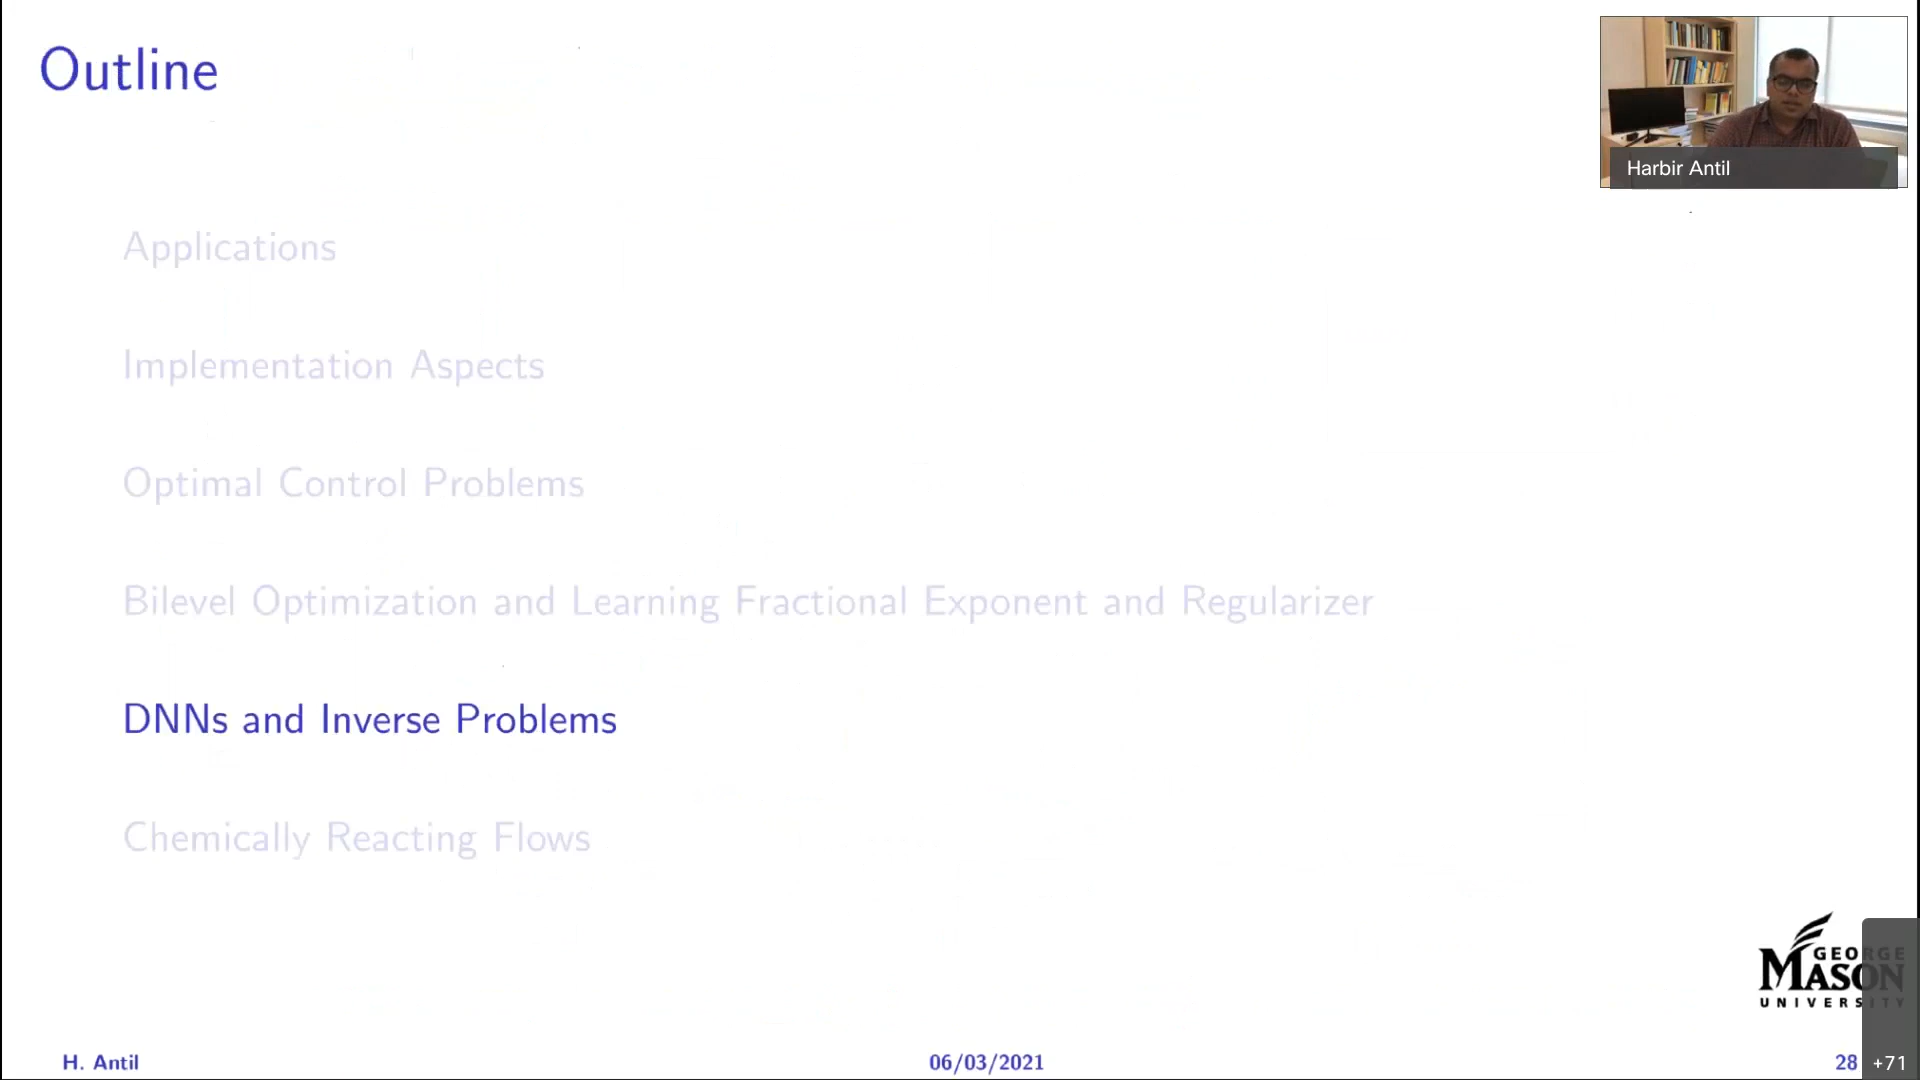 Outline
Harbir Antil
Applications
Implementation Aspects
Optimal Control Problems
Bilevel Optimization and Learning Fractional Exponent and Regularizer
DNNs and Inverse Problems
Chemically Reacting Flows
GEORGE
MASON
UNIVERSITY
H. Antil
06/03/2021
28
+71